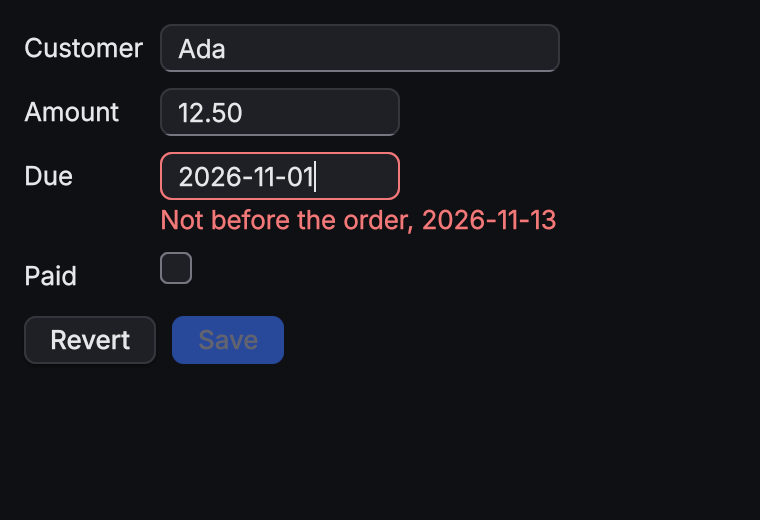 Customer Ada
Amount 12.50
Due 2026-11-01
Not before the order, 2026-11-13
Paid
Revert Save